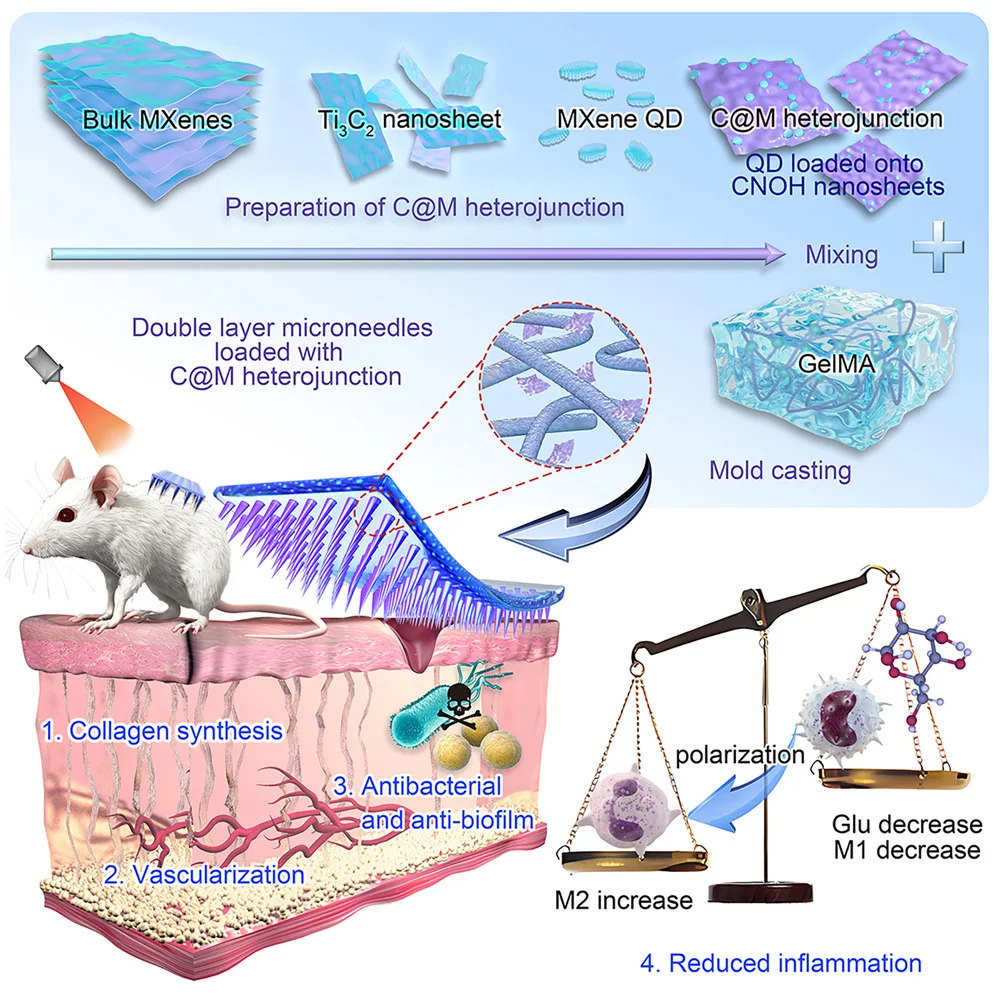 Bulk MXenes
Ti₃C₂ nanosheet
MXene QD
C@M heterojunction
QD loaded onto
CNOH nanosheets
Preparation of C@M heterojunction
Mixing
Double layer microneedles
loaded with
C@M heterojunction
GelMA
Mold casting
1. Collagen synthesis
2. Vascularization
3. Antibacterial
and anti-biofilm
polarization
Glu decrease
M1 decrease
M2 increase
4. Reduced inflammation